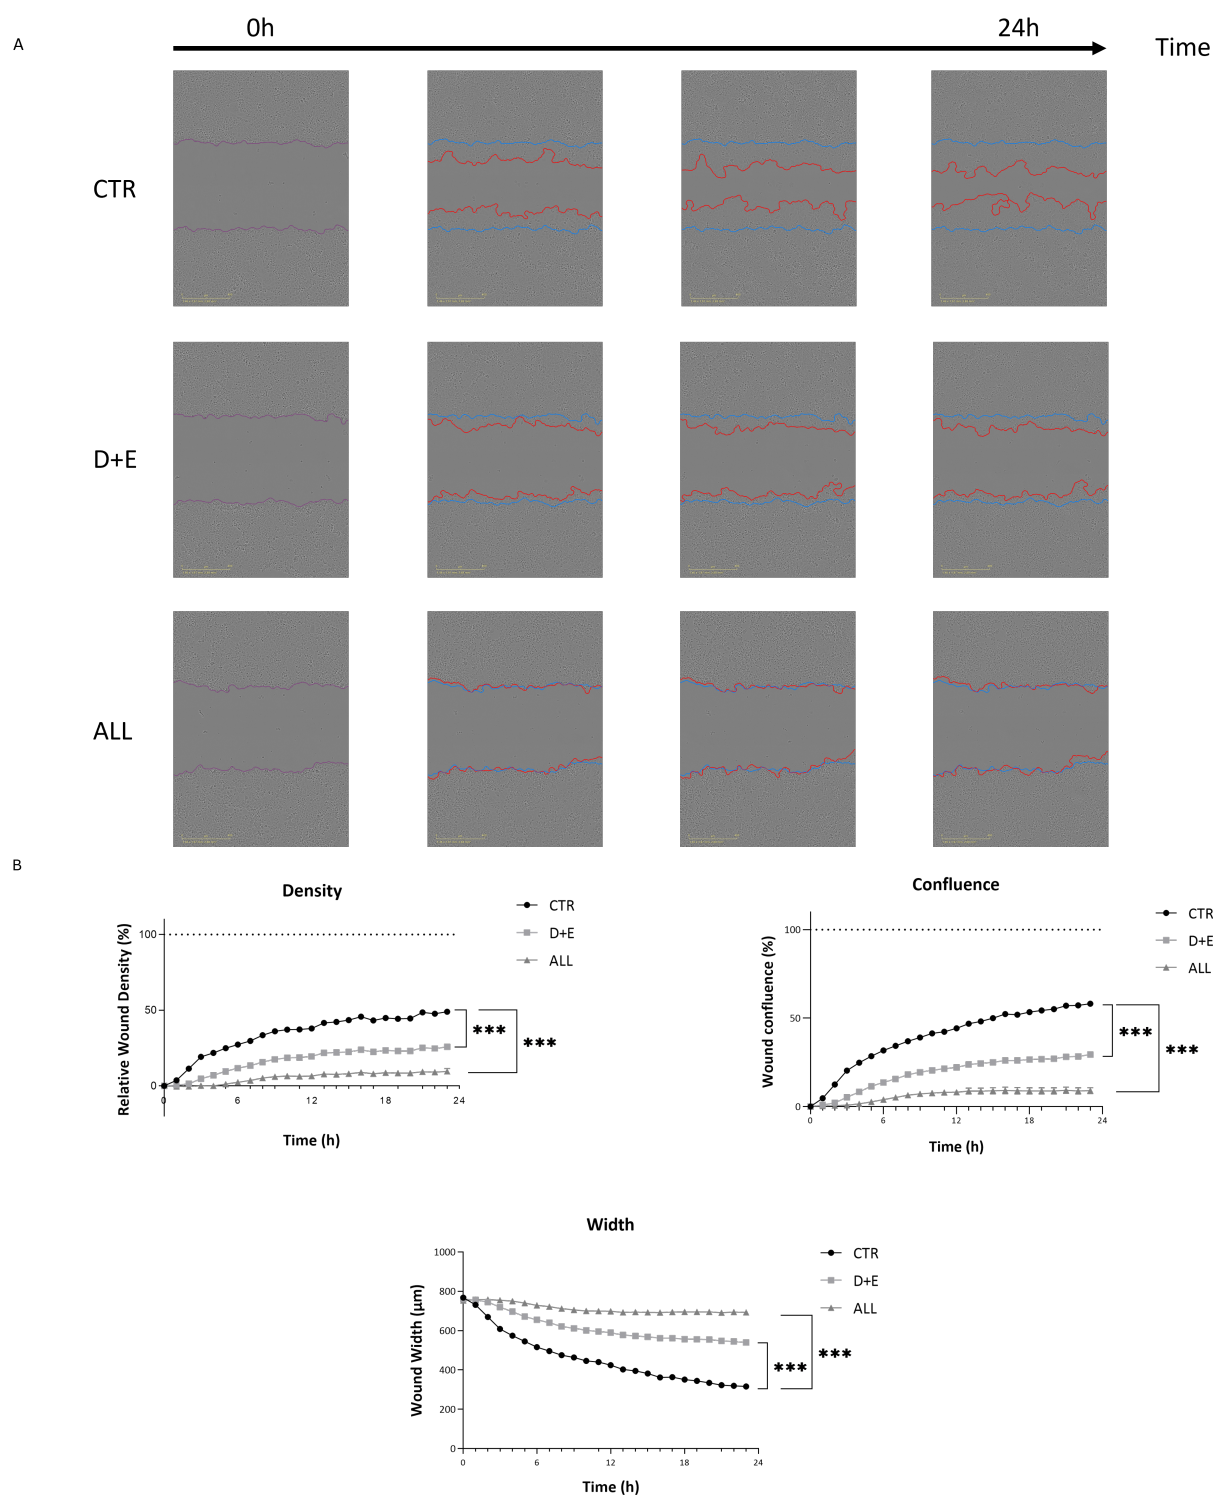 A
0h
24h
Time
CTR
D+E
ALL
B
Density
Relative Wound Density (%)
100
50
0
0
6
12
18
24
Time (h)
CTR
D+E
ALL
***
***
Confluence
Wound confluence (%)
100
50
0
0
6
12
18
24
Time (h)
CTR
D+E
ALL
***
***
Width
Wound Width (µm)
1000
800
600
400
200
0
0
6
12
18
24
Time (h)
CTR
D+E
ALL
***
***